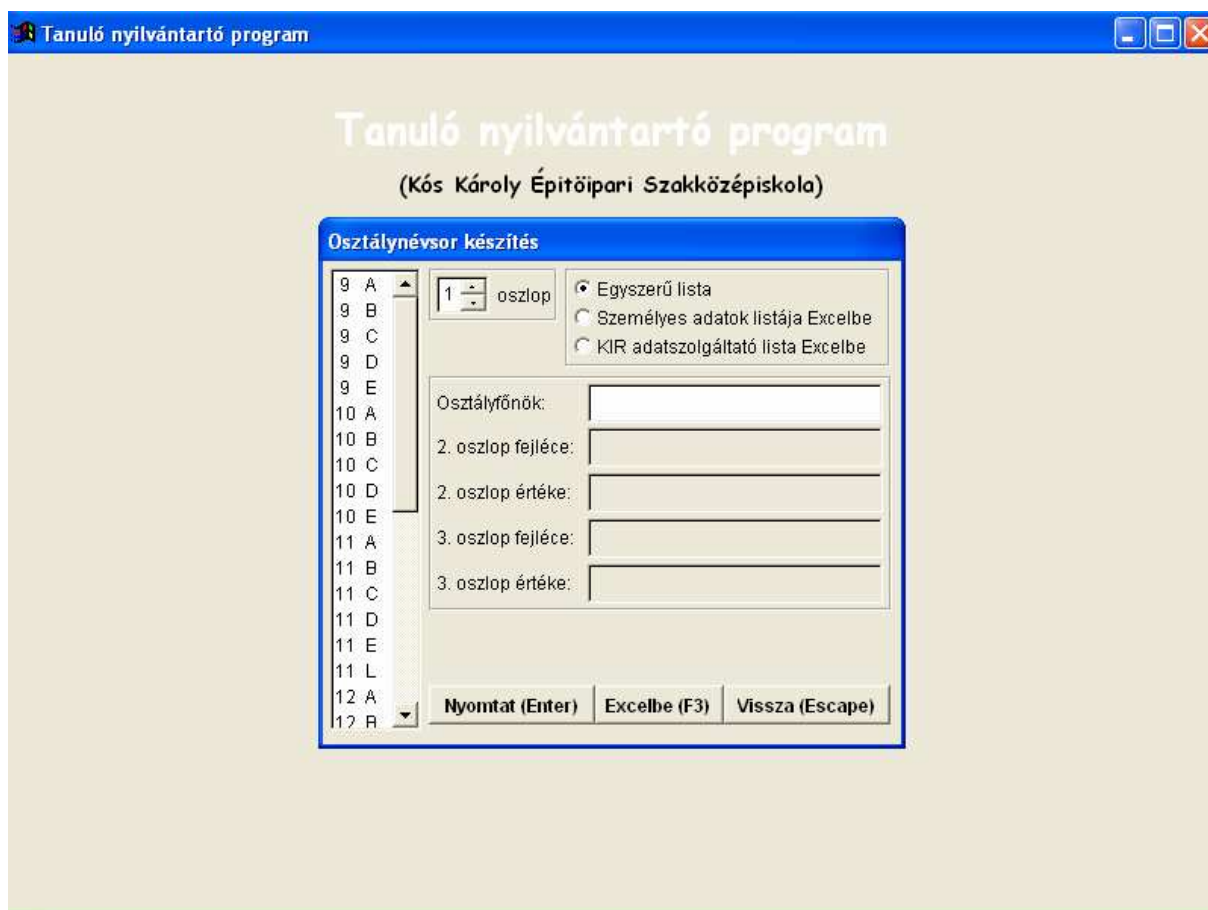 Tanuló nyilvántartó program
Tanuló nyilvántartó program
(Kós Károly Épitöipari Szakközépiskola)
Osztálynévsor készítés
9 A
9 B
9 C
9 D
9 E
10 A
10 B
10 C
10 D
10 E
11 A
11 B
11 C
11 D
11 E
11 L
12 A
12 B
1 oszlop
Egyszerű lista
Személyes adatok listája Excelbe
KIR adatszolgáltató lista Excelbe
Osztályfőnök:
2. oszlop fejléce:
2. oszlop értéke:
3. oszlop fejléce:
3. oszlop értéke:
Nyomtat (Enter) Excelbe (F3) Vissza (Escape)